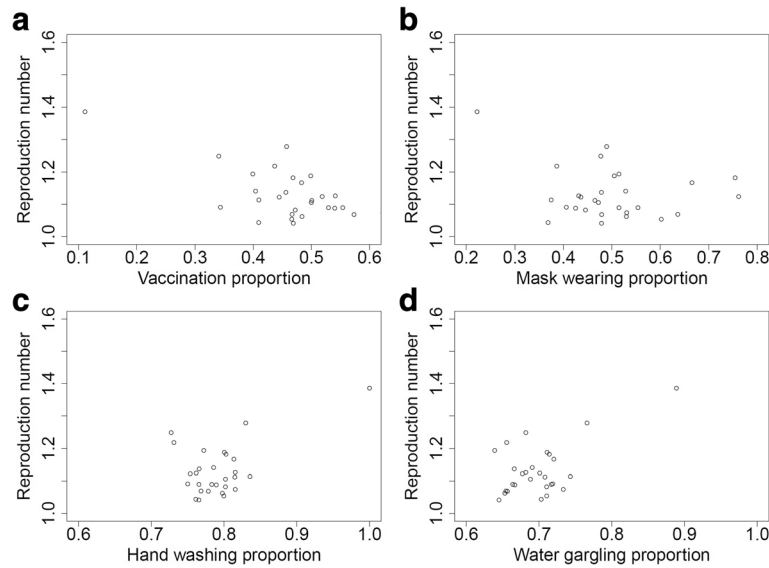 a
Reproduction number
1.0 1.2 1.4 1.6
0.1 0.2 0.3 0.4 0.5 0.6
Vaccination proportion
b
Reproduction number
1.0 1.2 1.4 1.6
0.2 0.3 0.4 0.5 0.6 0.7 0.8
Mask wearing proportion
c
Reproduction number
1.0 1.2 1.4 1.6
0.6 0.7 0.8 0.9 1.0
Hand washing proportion
d
Reproduction number
1.0 1.2 1.4 1.6
0.6 0.7 0.8 0.9 1.0
Water gargling proportion